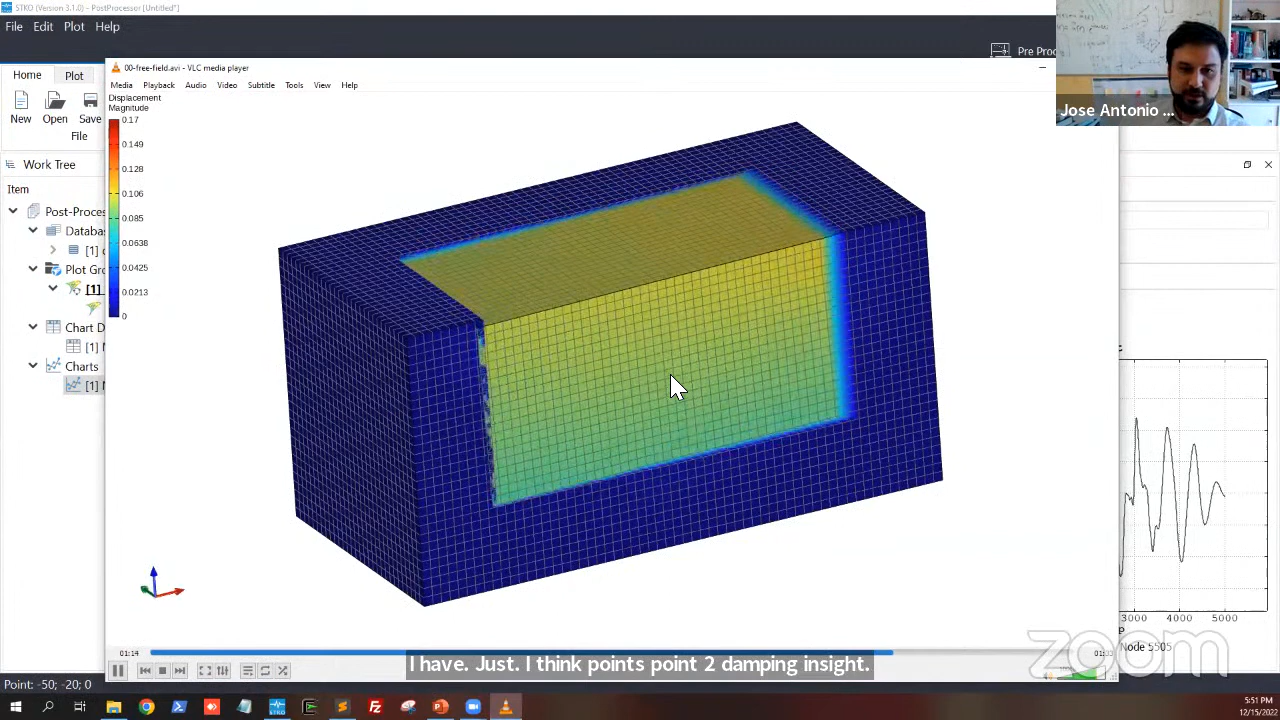 STKO (Version 3.1.0) - PostProcessor [Untitled*]
File Edit Plot Help
Pre Proc
Home Plot
New Open Save
File
Work Tree
Item
Post-Proce
Databas
[1]
Plot Gro
[1]
Chart D
[1]
Charts
[1]
00-free-field.avi - VLC media player
Media Playback Audio Video Subtitle Tools View Help
Displacement
Magnitude
0.17
0.149
0.128
0.106
0.085
0.0638
0.0425
0.0213
0
Jose Antonio ...
3000 4000 5000
Node 5505
01:14
I have. Just. I think points point 2 damping insight.
zoom
Point: -50; -20; 0
5:51 PM
12/15/2022